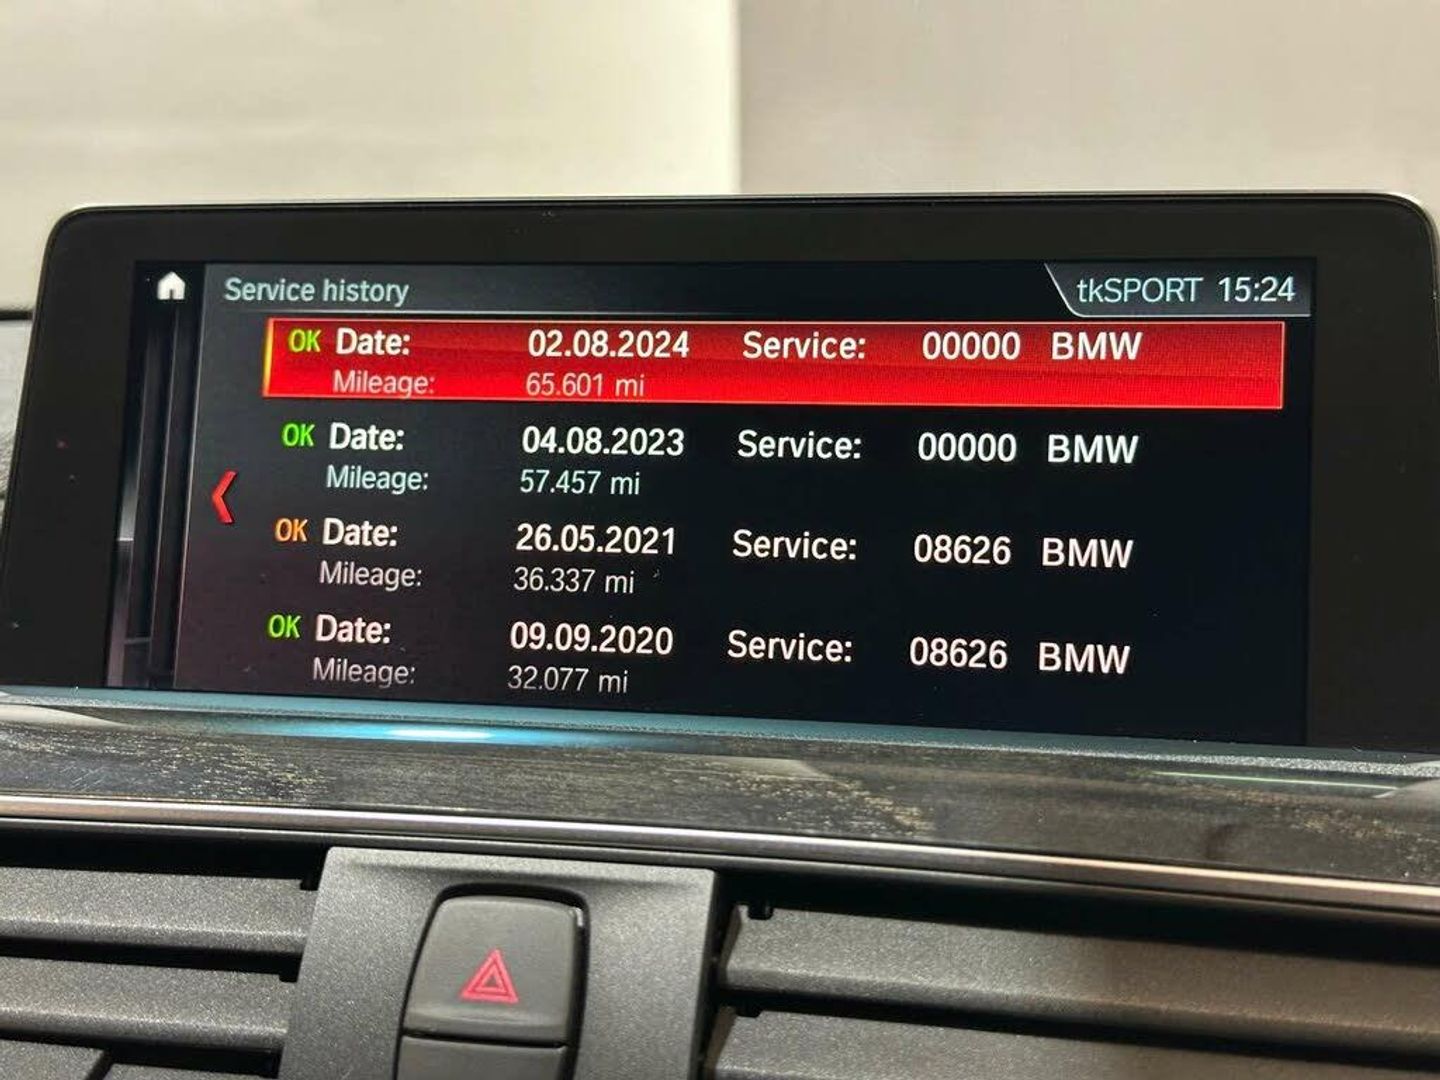 Service history tkSPORT 15:24
OK Date: 02.08.2024 Service: 00000 BMW
Mileage: 65.601 mi
OK Date: 04.08.2023 Service: 00000 BMW
Mileage: 57.457 mi
OK Date: 26.05.2021 Service: 08626 BMW
Mileage: 36.337 mi
OK Date: 09.09.2020 Service: 08626 BMW
Mileage: 32.077 mi